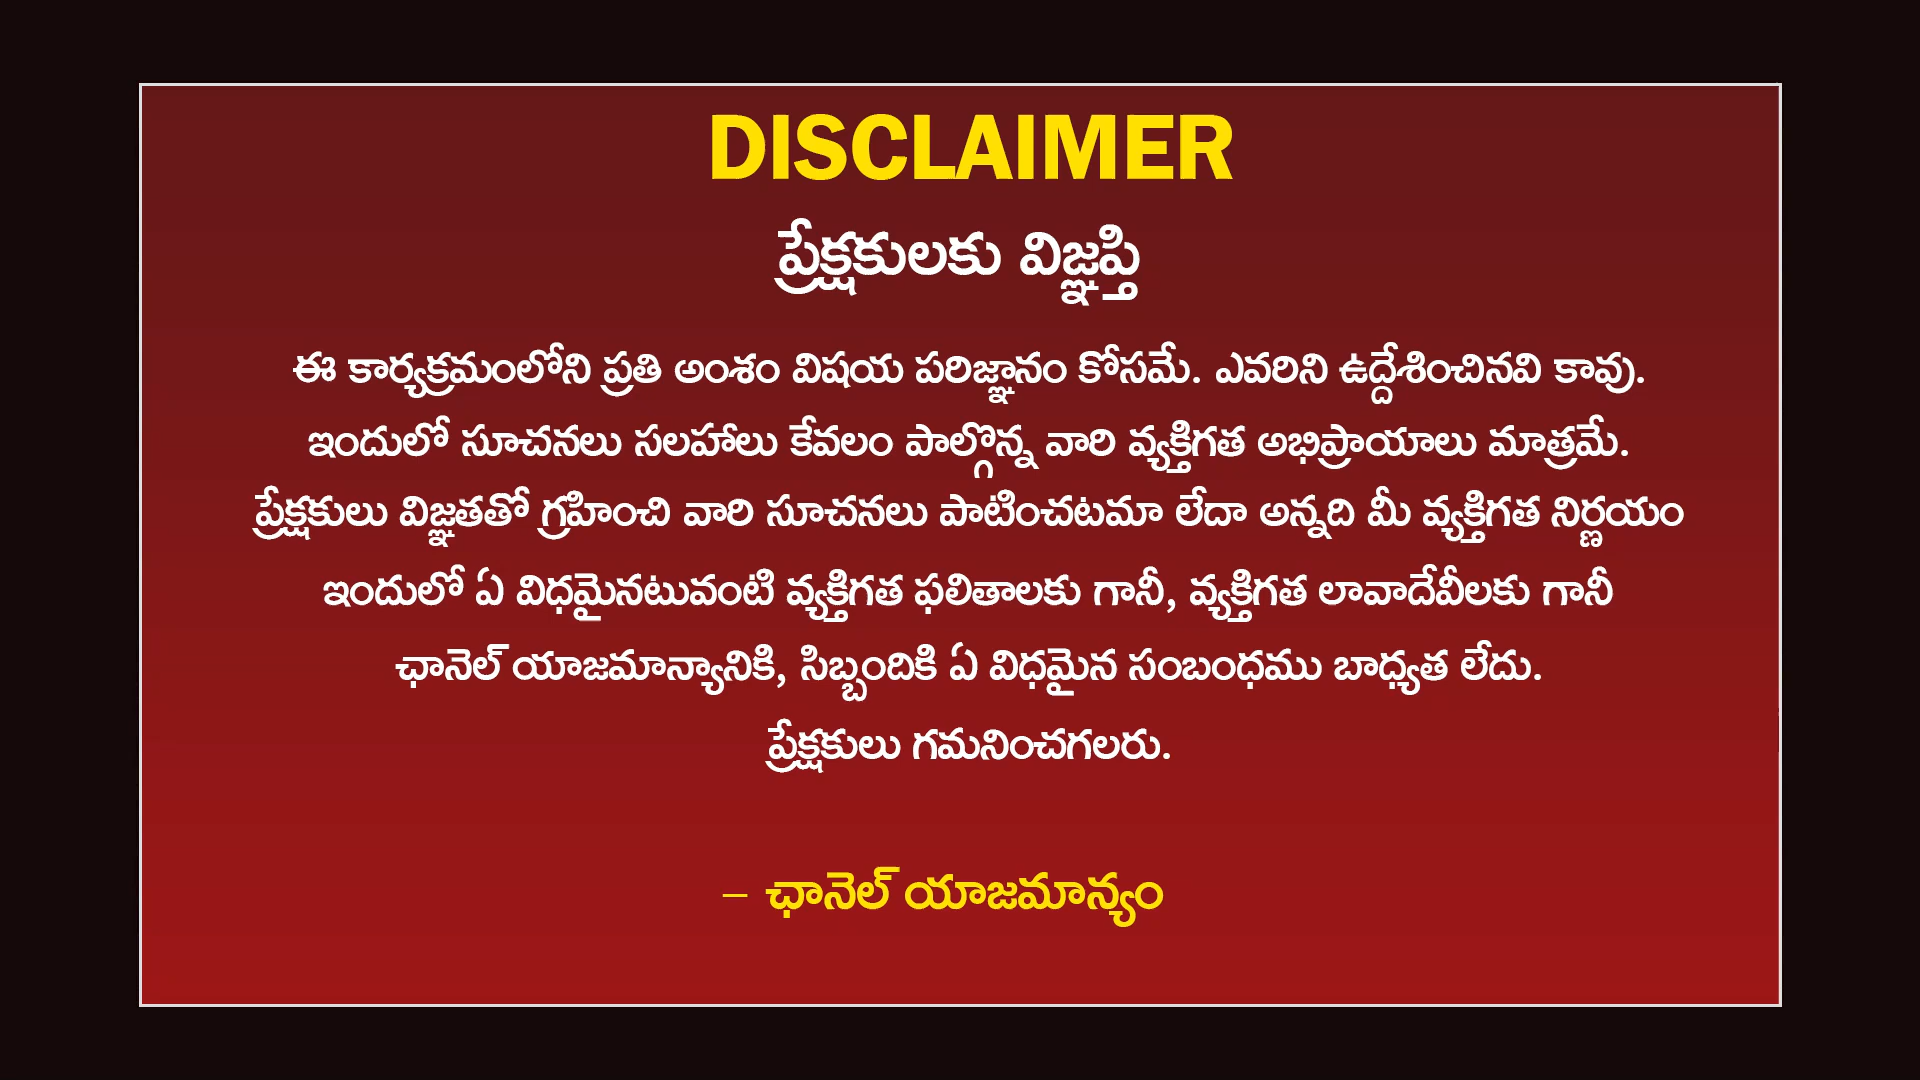 DISCLAIMER
ప్రేక్షకులకు విజ్ఞప్తి
ఈ కార్యక్రమంలోని ప్రతి అంశం విషయ పరిజ్ఞానం కోసమే. ఎవరిని ఉద్దేశించినవి కావు.
ఇందులో సూచనలు సలహాలు కేవలం పాల్గొన్న వారి వ్యక్తిగత అభిప్రాయాలు మాత్రమే.
ప్రేక్షకులు విజ్ఞతతో గ్రహించి వారి సూచనలు పాటించటమా లేదా అన్నది మీ వ్యక్తిగత నిర్ణయం
ఇందులో ఏ విధమైనటువంటి వ్యక్తిగత ఫలితాలకు గానీ, వ్యక్తిగత లావాదేవీలకు గానీ
ఛానెల్ యాజమాన్యానికి, సిబ్బందికి ఏ విధమైన సంబంధము బాధ్యత లేదు.
ప్రేక్షకులు గమనించగలరు.
– ఛానెల్ యాజమాన్యం